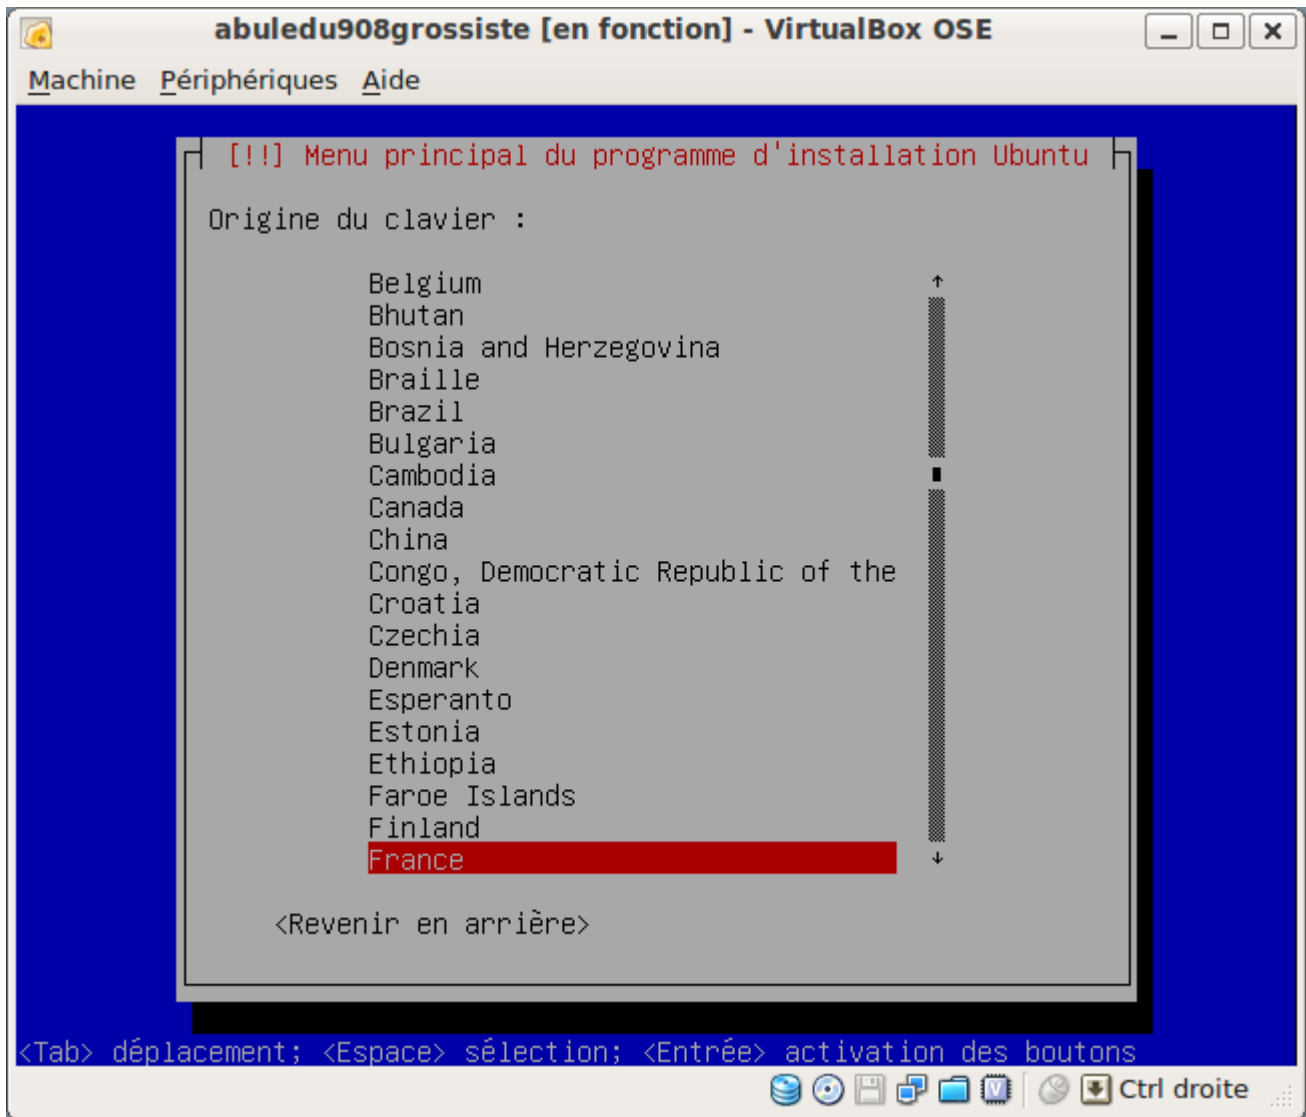 abuledu908grossiste [en fonction] - VirtualBox OSE
Machine Périphériques Aide
[!!] Menu principal du programme d'installation Ubuntu
Origine du clavier :
Belgium
Bhutan
Bosnia and Herzegovina
Braille
Brazil
Bulgaria
Cambodia
Canada
China
Congo, Democratic Republic of the
Croatia
Czechia
Denmark
Esperanto
Estonia
Ethiopia
Faroe Islands
Finland
France
<Revenir en arrière>
<Tab> déplacement; <Espace> sélection; <Entrée> activation des boutons
Ctrl droite